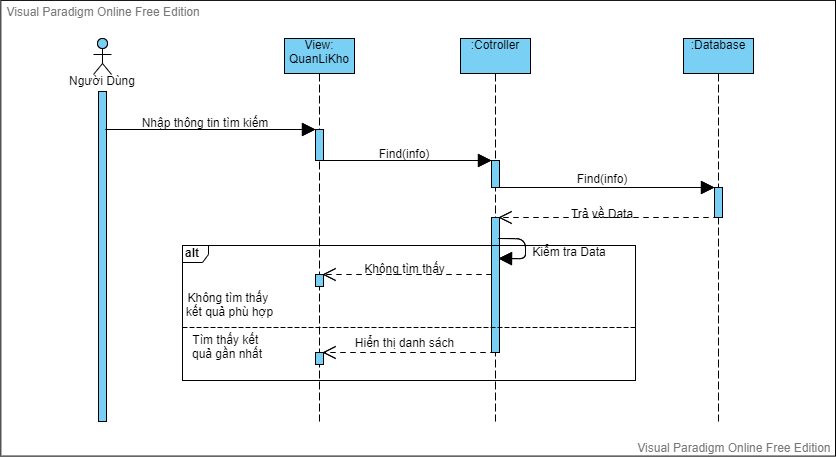 Visual Paradigm Online Free Edition
View:
QuanLiKho
:Cotroller
:Database
Người Dùng
Nhập thông tin tìm kiếm
Find(info)
Find(info)
Trả về Data
Kiểm tra Data
alt
Không tìm thấy
Không tìm thấy
kết quả phù hợp
Tìm thấy kết
quả gần nhất
Hiển thị danh sách
Visual Paradigm Online Free Edition